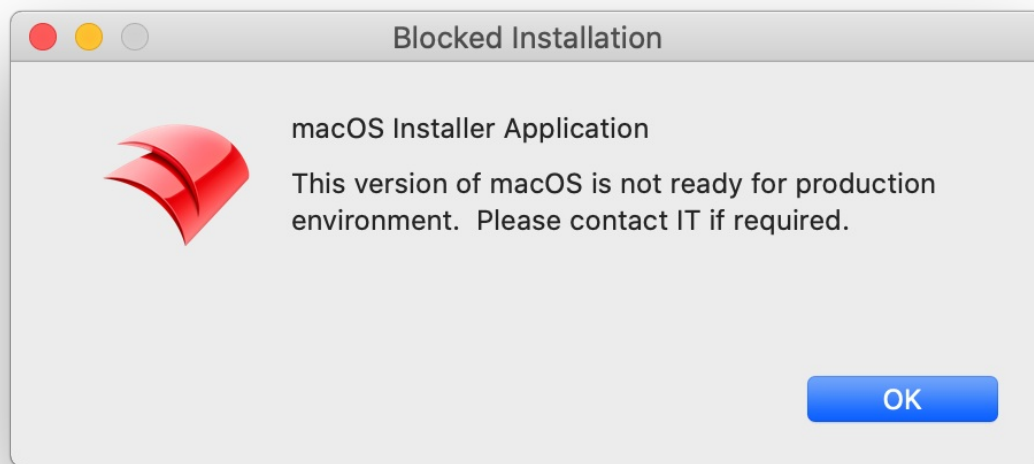 Blocked Installation
macOS Installer Application
This version of macOS is not ready for production
environment.  Please contact IT if required.
OK